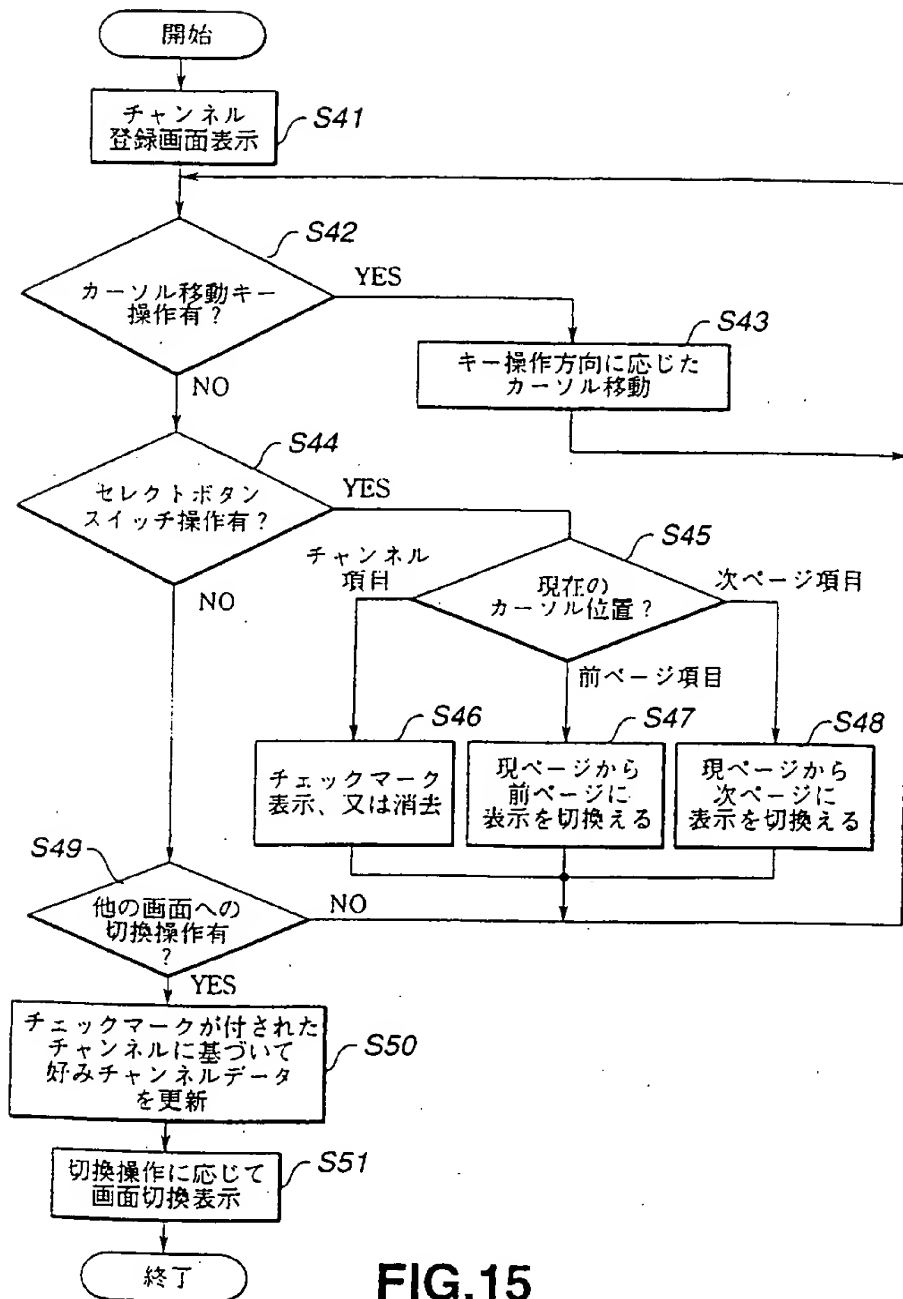 開始
チャンネル
登録画面表示
S41
S42
カーソル移動キー
操作有?
YES
NO
S43
キー操作方向に応じた
カーソル移動
S44
セレクトボタン
スイッチ操作有?
YES
NO
S45
現在の
カーソル位置?
チャンネル
項目
次ページ項目
前ページ項目
S46
チェックマーク
表示、又は消去
S47
現ページから
前ページに
表示を切換える
S48
現ページから
次ページに
表示を切換える
S49
他の画面への
切換操作有
?
NO
YES
チェックマークが付された
チャンネルに基づいて
好みチャンネルデータ
を更新
S50
切換操作に応じて
画面切換表示
S51
終了
FIG.15